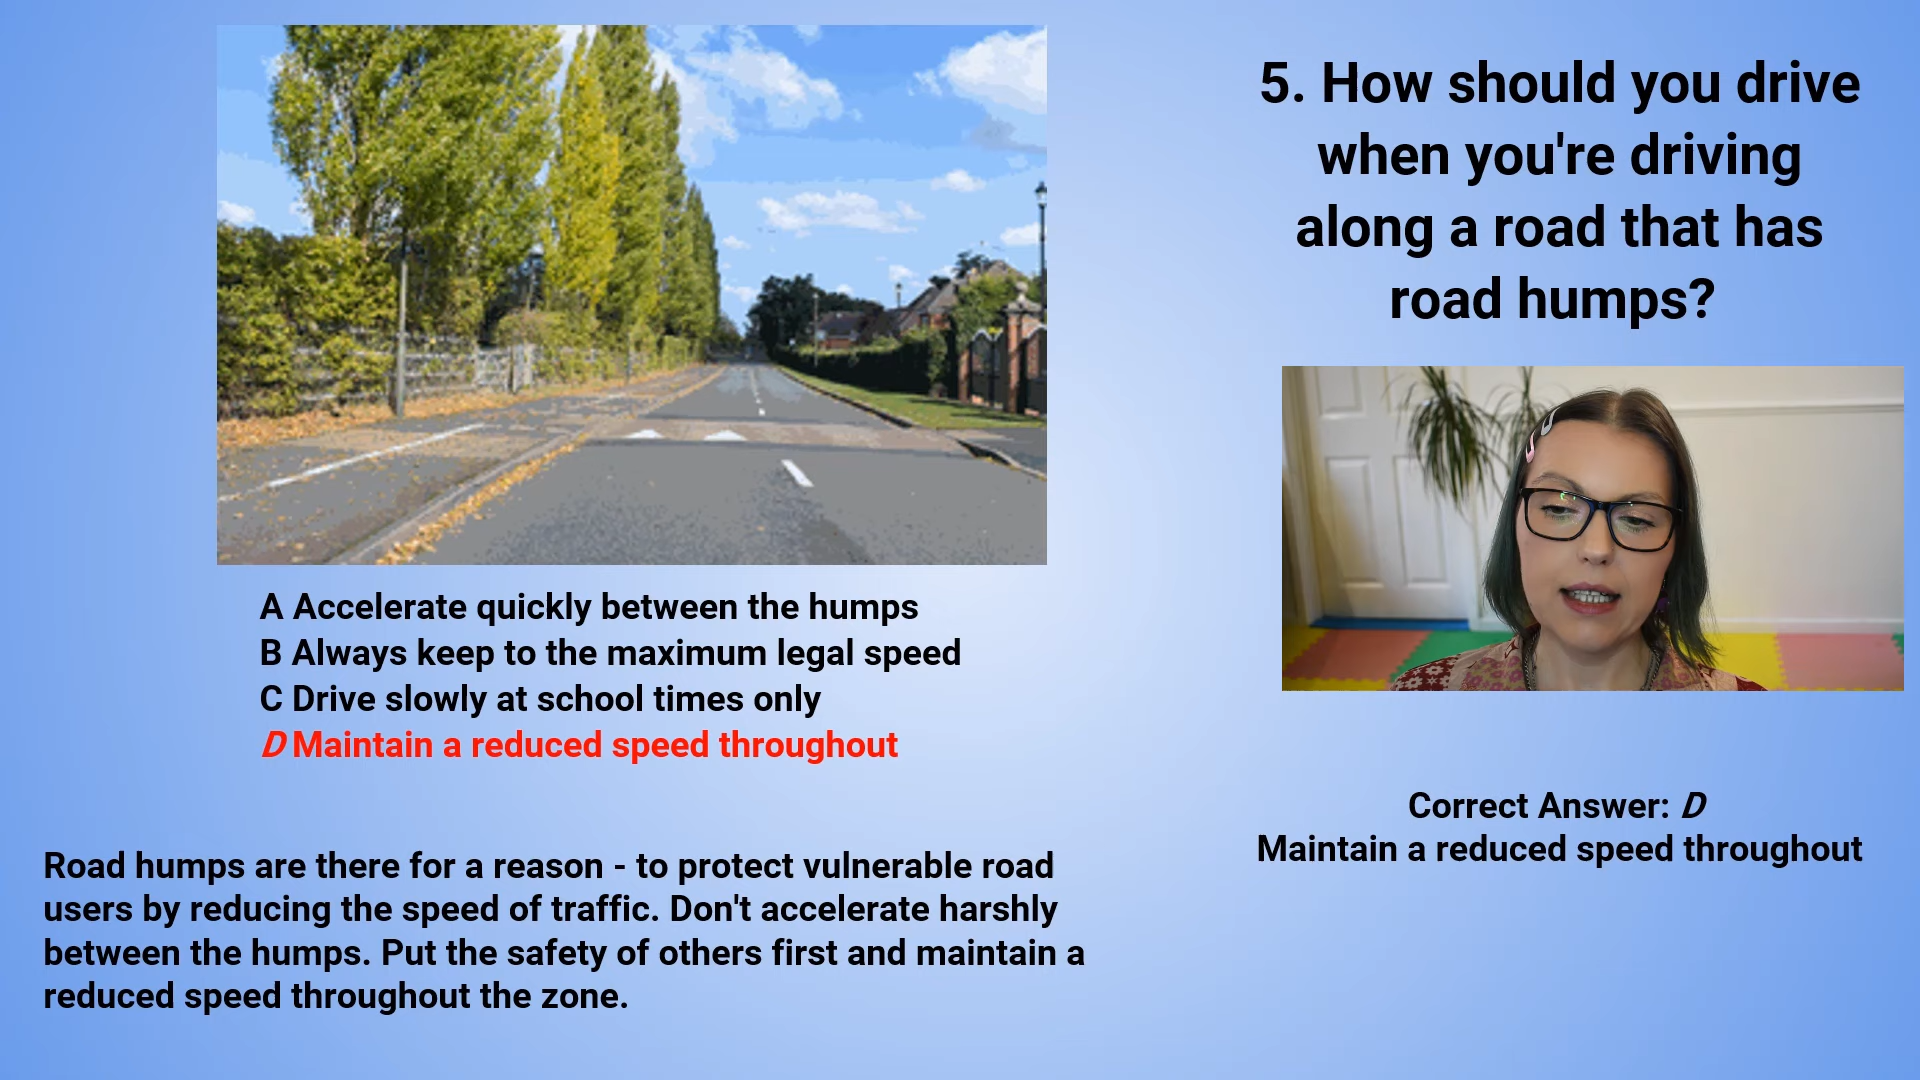 5. How should you drive
when you're driving
along a road that has
road humps?
A Accelerate quickly between the humps
B Always keep to the maximum legal speed
C Drive slowly at school times only
D Maintain a reduced speed throughout
Correct Answer: D
Maintain a reduced speed throughout
Road humps are there for a reason - to protect vulnerable road
users by reducing the speed of traffic. Don't accelerate harshly
between the humps. Put the safety of others first and maintain a
reduced speed throughout the zone.